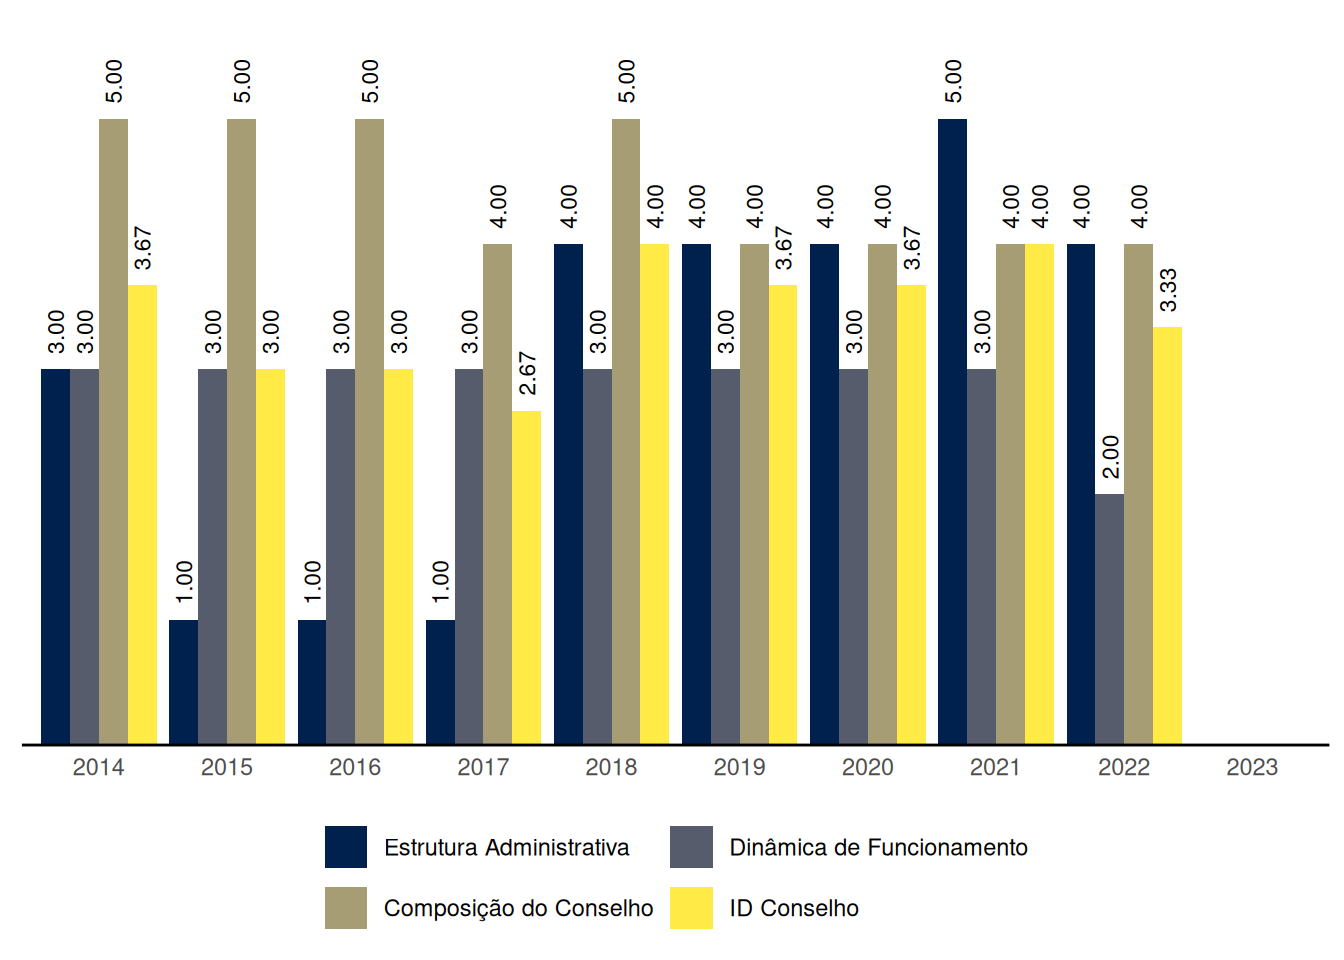 5.00 5.00 5.00 5.00 5.00
4.00 4.00 4.00 4.00 4.00 4.00 4.00 4.00 4.00 4.00 4.00
3.67 3.67 3.67
3.33
3.00 3.00 3.00 3.00 3.00 3.00 3.00 3.00 3.00 3.00 3.00
2.67
2.00
1.00 1.00 1.00
2014 2015 2016 2017 2018 2019 2020 2021 2022 2023
Estrutura Administrativa Dinâmica de Funcionamento
Composição do Conselho ID Conselho